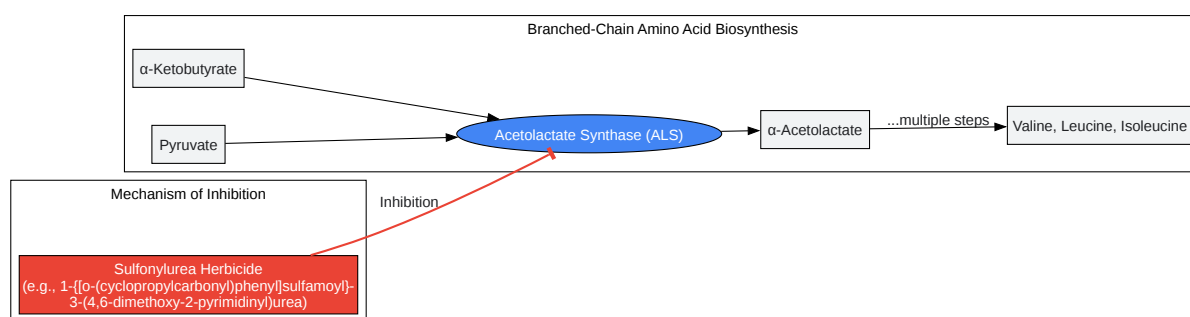 Branched-Chain Amino Acid Biosynthesis
α-Ketobutyrate
Pyruvate
Acetolactate Synthase (ALS)
α-Acetolactate
...multiple steps
Valine, Leucine, Isoleucine
Mechanism of Inhibition
Inhibition
Sulfonylurea Herbicide
(e.g., 1-{[o-(cyclopropylcarbonyl)phenyl]sulfamoyl}-
3-(4,6-dimethoxy-2-pyrimidinyl)urea)